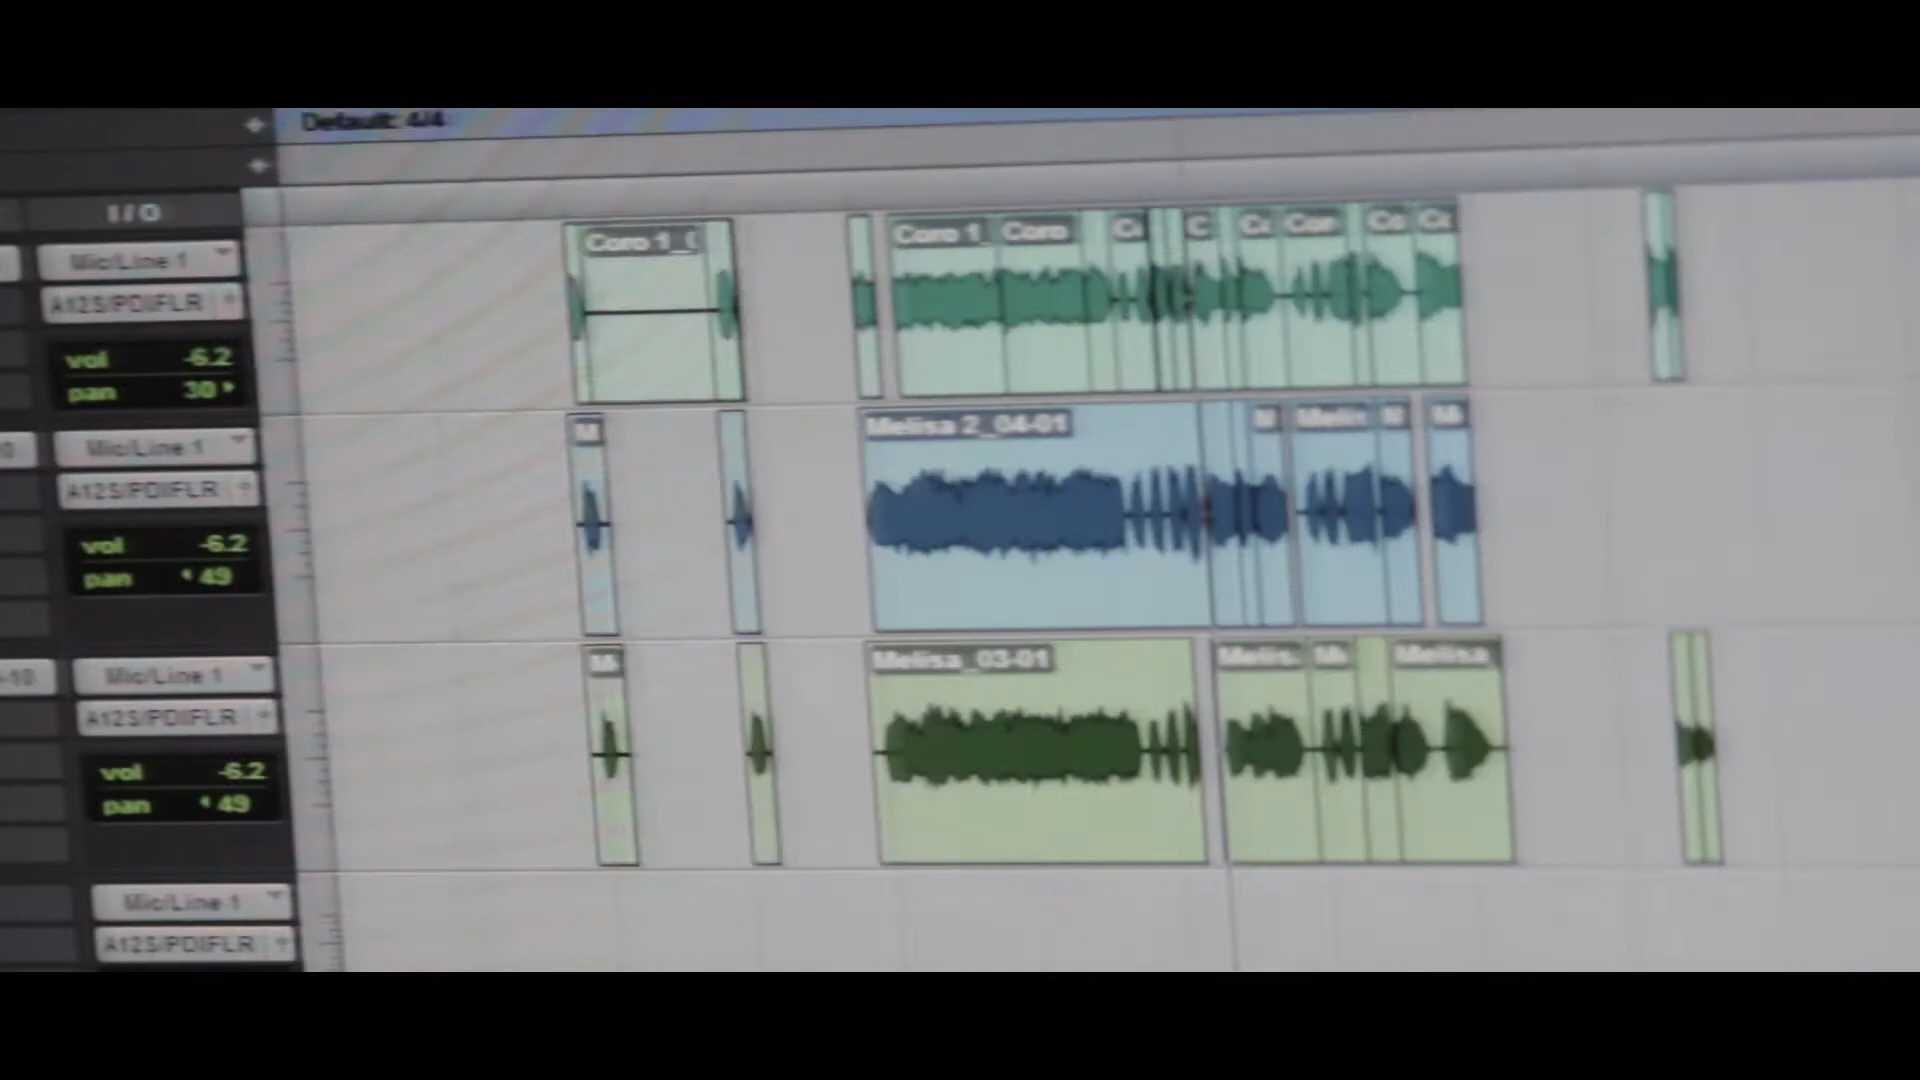 Default: 4/4
I/O
Mic/Line 1
A12S/PDIFLR
vol -6.2
pan 30
Coro 1_
Coro 1_
Coro
Mic/Line 1
A12S/PDIFLR
vol -6.2
pan 49
M
Melisa 2_04-01
Mic/Line 1
A12S/PDIFLR
vol -6.2
pan 49
Melisa_03-01
Melisa
Mic/Line 1
A12S/PDIFLR